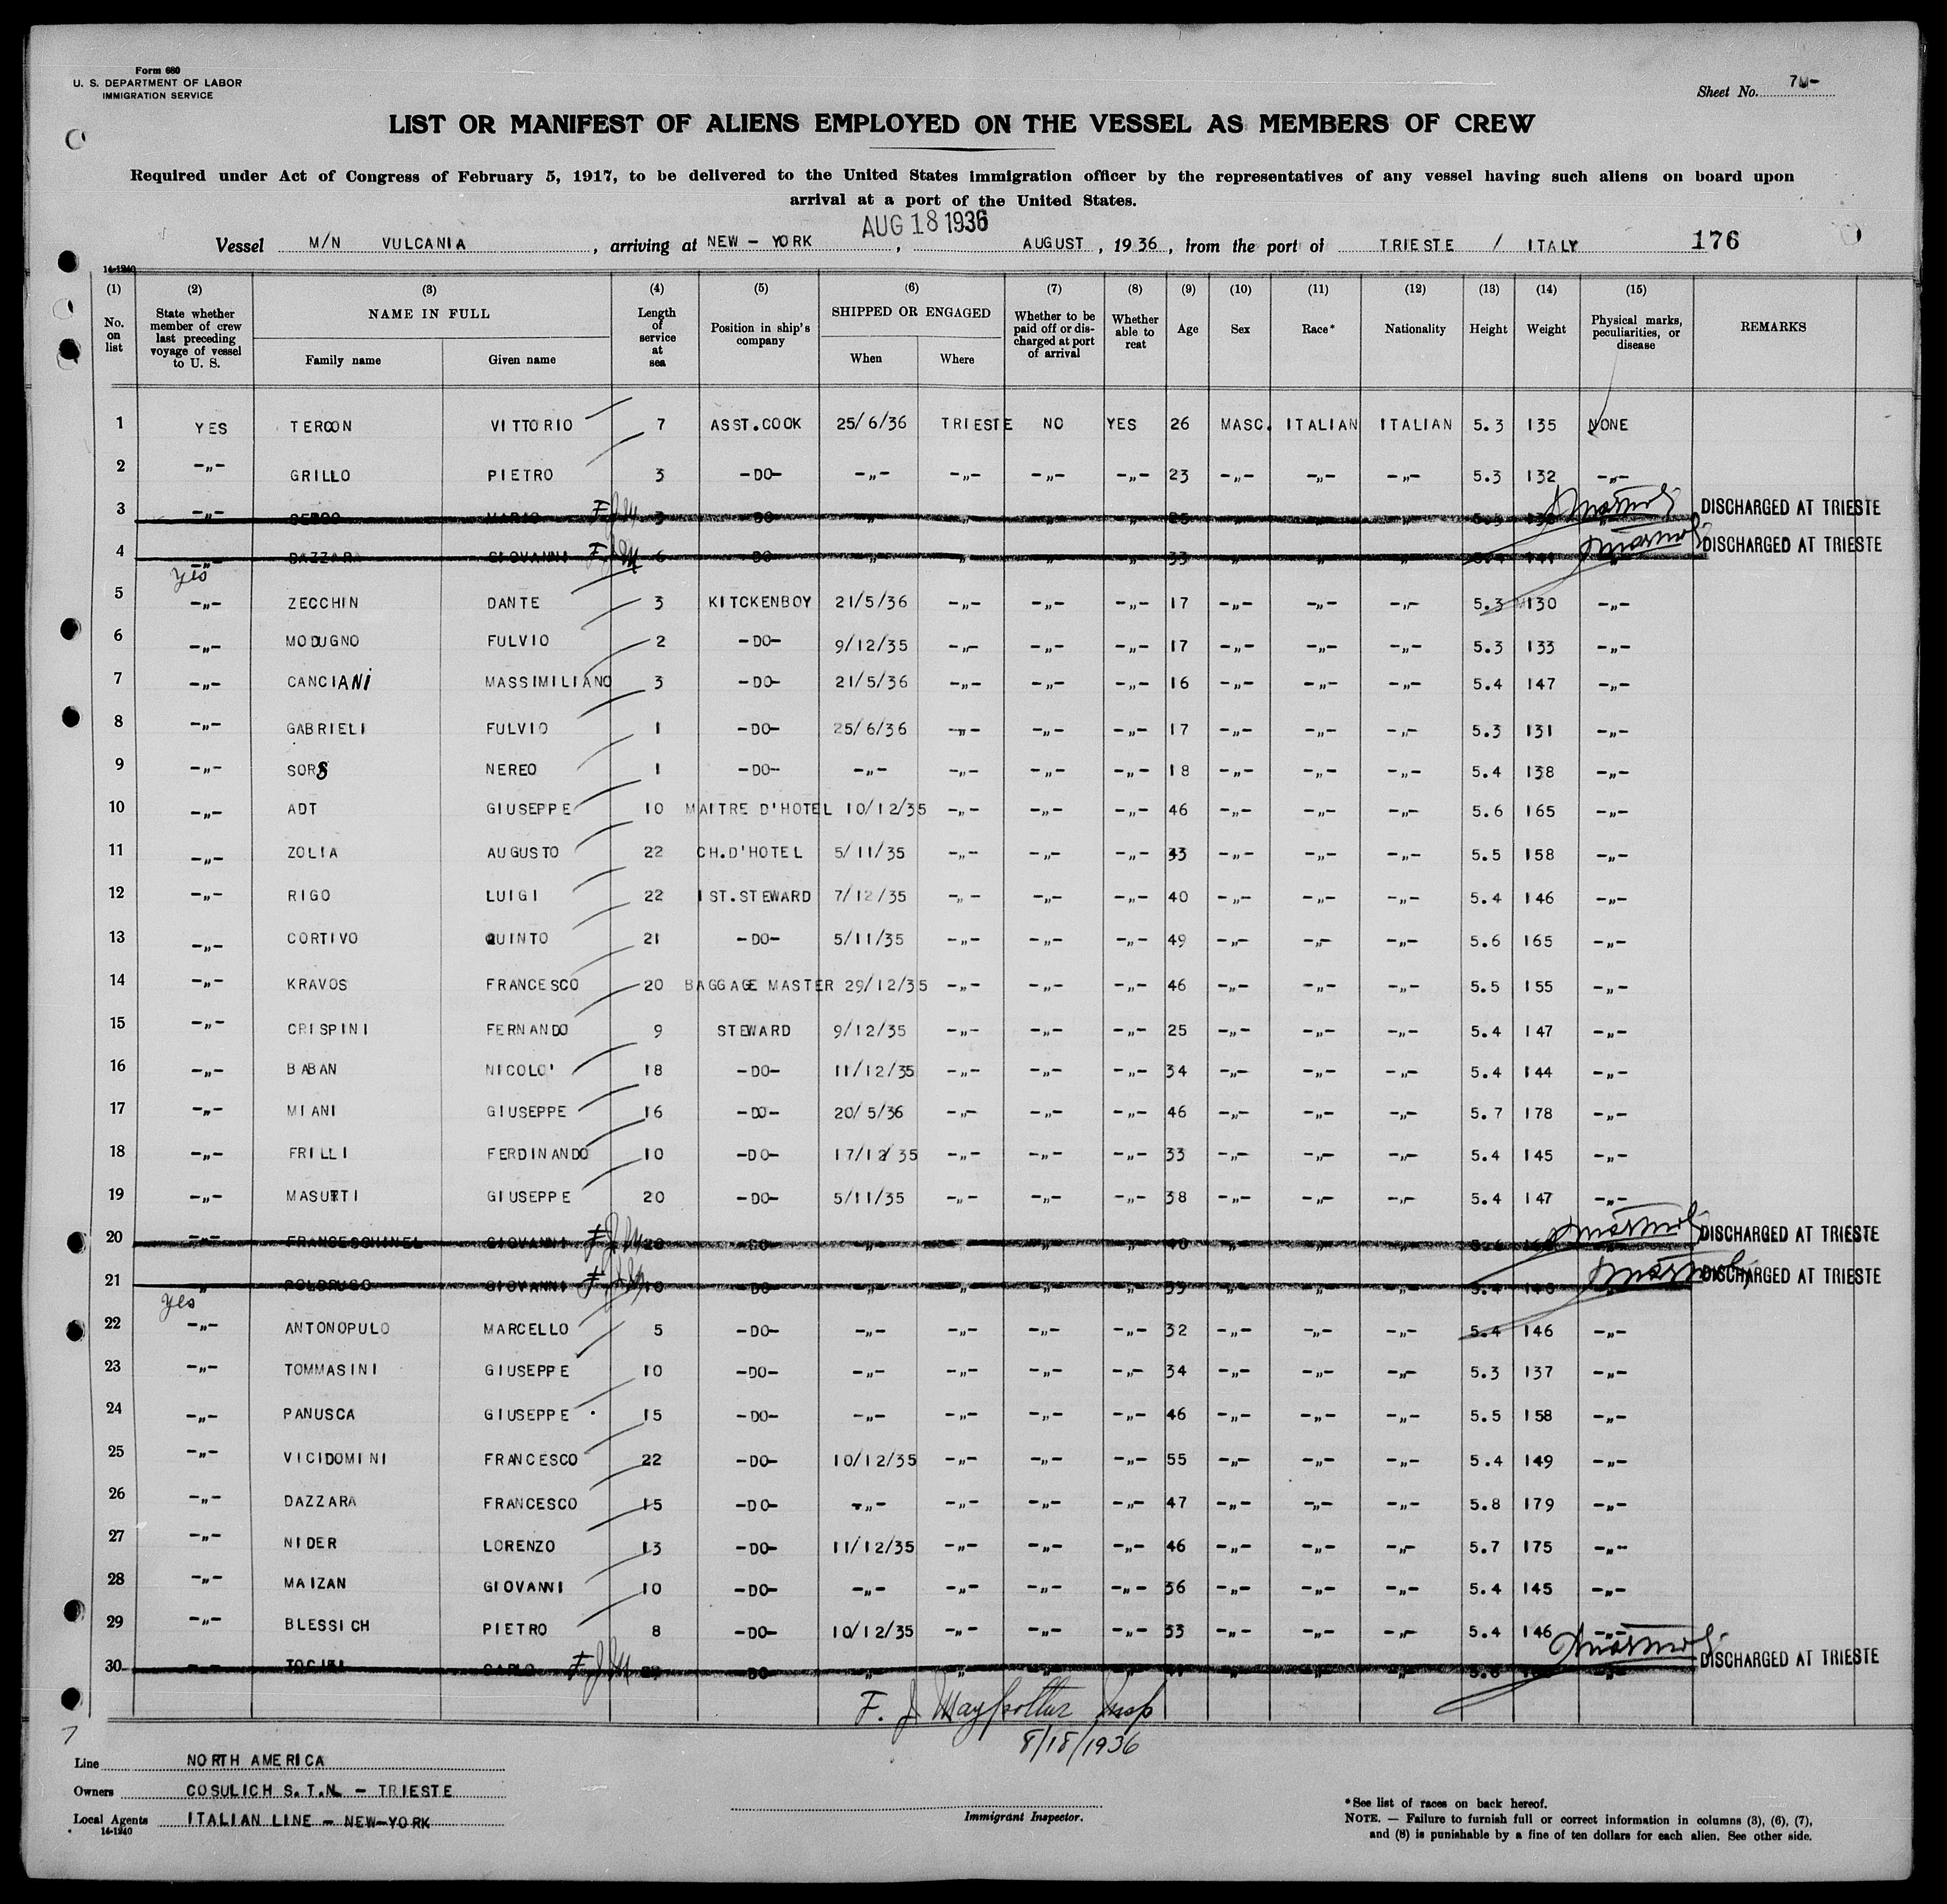 Form 680
U. S. DEPARTMENT OF LABOR
IMMIGRATION SERVICE
Sheet No.
LIST OR MANIFEST OF ALIENS EMPLOYED ON THE VESSEL AS MEMBERS OF CREW
Required under Act of Congress of February 5, 1917, to be delivered to the United States immigration officer by the representatives of any vessel having such aliens on board upon
arrival at a port of the United States.
AUG 18 1936
Vessel M/N VULCANIA, arriving at NEW - YORK, AUGUST, 1936, from the port of TRIESTE / ITALY 176
14-1240
(1) (2) (3) (4) (5) (6) (7) (8) (9) (10) (11) (12) (13) (14) (15)
No. on list | State whether member of crew last preceding voyage of vessel to U. S. | NAME IN FULL Family name Given name | Length of service at sea | Position in ship's company | SHIPPED OR ENGAGED When Where | Whether to be paid off or discharged at port of arrival | Whether able to reat | Age | Sex | Race* | Nationality | Height | Weight | Physical marks, peculiarities, or disease | REMARKS
1 YES TERCON VITTORIO 7 ASST.COOK 25/6/36 TRIESTE NO YES 26 MASC. ITALIAN ITALIAN 5.3 135 NONE
2 -"- GRILLO PIETRO 3 -DO- -"- -"- -"- -"- 23 -"- -"- -"- 5.3 132 -"-
3 -"- DO " " " " DISCHARGED AT TRIESTE
4 -"- DAZZARA GIOVANNI 6 DO " " " " 33 " " " DISCHARGED AT TRIESTE
yes
5 -"- ZECCHIN DANTE 3 KITCKENBOY 21/5/36 -"- -"- -"- 17 -"- -"- -"- 5.3 130 -"-
6 -"- MODUGNO FULVIO 2 -DO- 9/12/35 -"- -"- -"- 17 -"- -"- -"- 5.3 133 -"-
7 -"- CANCIANI MASSIMILIANO 3 -DO- 21/5/36 -"- -"- -"- 16 -"- -"- -"- 5.4 147 -"-
8 -"- GABRIELI FULVIO 1 -DO- 25/6/36 -"- -"- -"- 17 -"- -"- -"- 5.3 131 -"-
9 -"- SORS NEREO 1 -DO- -"- -"- -"- -"- 18 -"- -"- -"- 5.4 138 -"-
10 -"- ADT GIUSEPPE 10 MAITRE D'HOTEL 10/12/35 -"- -"- -"- 46 -"- -"- -"- 5.6 165 -"-
11 -"- ZOLIA AUGUSTO 22 CH.D'HOTEL 5/11/35 -"- -"- -"- 43 -"- -"- -"- 5.5 158 -"-
12 -"- RIGO LUIGI 22 1ST.STEWARD 7/12/35 -"- -"- -"- 40 -"- -"- -"- 5.4 146 -"-
13 -"- CORTIVO QUINTO 21 -DO- 5/11/35 -"- -"- -"- 49 -"- -"- -"- 5.6 165 -"-
14 -"- KRAVOS FRANCESCO 20 BAGGAGE MASTER 29/12/35 -"- -"- -"- 46 -"- -"- -"- 5.5 155 -"-
15 -"- CRISPINI FERNANDO 9 STEWARD 9/12/35 -"- -"- -"- 25 -"- -"- -"- 5.4 147 -"-
16 -"- BABAN NICOLO' 18 -DO- 11/12/35 -"- -"- -"- 34 -"- -"- -"- 5.4 144 -"-
17 -"- MIANI GIUSEPPE 16 -DO- 20/5/36 -"- -"- -"- 46 -"- -"- -"- 5.7 178 -"-
18 -"- FRILLI FERDINANDO 10 -DO- 17/12/35 -"- -"- -"- 33 -"- -"- -"- 5.4 145 -"-
19 -"- MASUTTI GIUSEPPE 20 -DO- 5/11/35 -"- -"- -"- 38 -"- -"- -"- 5.4 147 -"-
20 -"- FRANCESCHINEL GIOVANNI DO " " " " " " " DISCHARGED AT TRIESTE
21 " GIOVANNI DO " " " " " " " DISCHARGED AT TRIESTE
yes
22 -"- ANTONOPULO MARCELLO 5 -DO- -"- -"- -"- -"- 32 -"- -"- -"- 5.4 146 -"-
23 -"- TOMMASINI GIUSEPPE 10 -DO- -"- -"- -"- -"- 34 -"- -"- -"- 5.3 137 -"-
24 -"- PANUSCA GIUSEPPE 15 -DO- -"- -"- -"- -"- 46 -"- -"- -"- 5.5 158 -"-
25 -"- VICIDOMINI FRANCESCO 22 -DO- 10/12/35 -"- -"- -"- 55 -"- -"- -"- 5.4 149 -"-
26 -"- DAZZARA FRANCESCO 15 -DO- -"- -"- -"- -"- 47 -"- -"- -"- 5.8 179 -"-
27 -"- NIDER LORENZO 13 -DO- 11/12/35 -"- -"- -"- 46 -"- -"- -"- 5.7 175 -"-
28 -"- MAIZAN GIOVANNI 10 -DO- -"- -"- -"- -"- 36 -"- -"- -"- 5.4 145 -"-
29 -"- BLESSICH PIETRO 8 -DO- 10/12/35 -"- -"- -"- 33 -"- -"- -"- 5.4 146 -"-
30 CARLO DO " " " " " " " DISCHARGED AT TRIESTE
F. J. Insp
8/18/1936
7
Line NORTH AMERICA
Owners COSULICH S.T.N. - TRIESTE
Local Agents ITALIAN LINE - NEW-YORK
14-1240
Immigrant Inspector.
*See list of races on back hereof.
NOTE. — Failure to furnish full or correct information in columns (3), (6), (7),
and (8) is punishable by a fine of ten dollars for each alien. See other side.